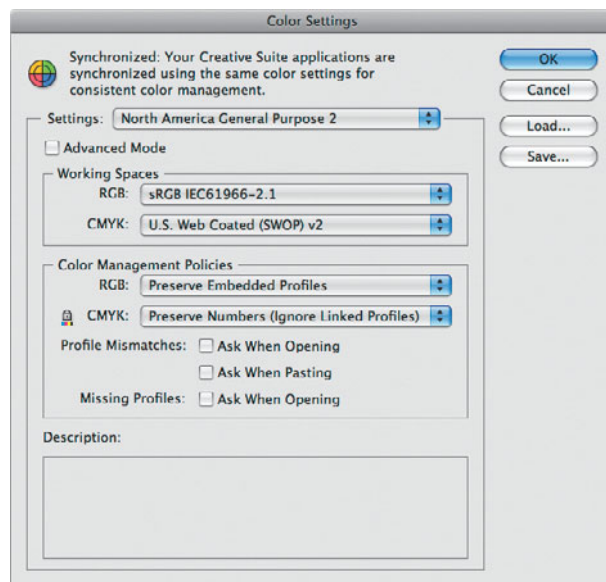 Color Settings
Synchronized: Your Creative Suite applications are
synchronized using the same color settings for
consistent color management.
OK
Cancel
Load...
Save...
Settings: North America General Purpose 2
Advanced Mode
Working Spaces
RGB: sRGB IEC61966-2.1
CMYK: U.S. Web Coated (SWOP) v2
Color Management Policies
RGB: Preserve Embedded Profiles
CMYK: Preserve Numbers (Ignore Linked Profiles)
Profile Mismatches: Ask When Opening
Ask When Pasting
Missing Profiles: Ask When Opening
Description: